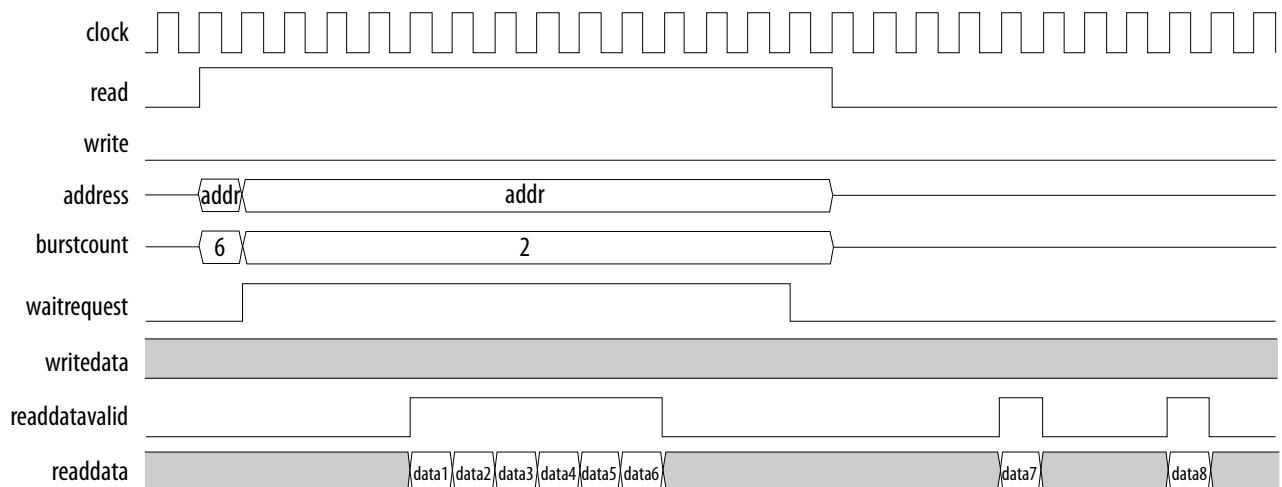 clock
read
write
address addr addr
burstcount 6 2
waitrequest
writedata
readdatavalid
readdata data1 data2 data3 data4 data5 data6 data7 data8